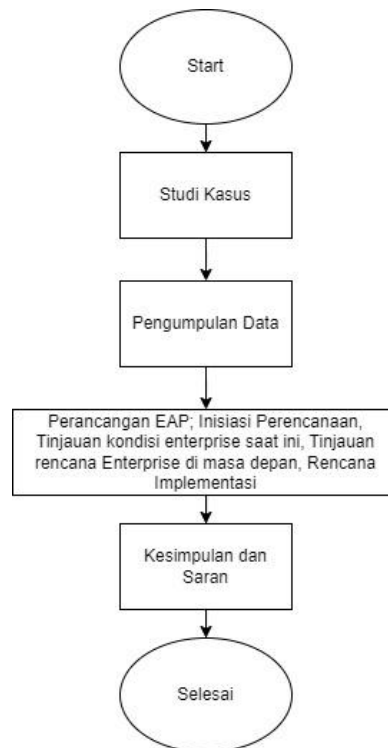 Start
Studi Kasus
Pengumpulan Data
Perancangan EAP; Inisiasi Perencanaan,
Tinjauan kondisi enterprise saat ini, Tinjauan
rencana Enterprise di masa depan, Rencana
Implementasi
Kesimpulan dan
Saran
Selesai